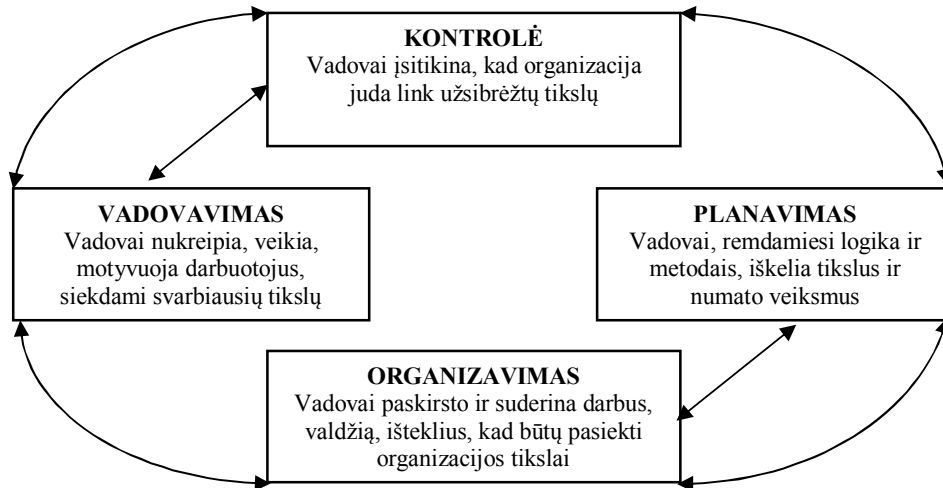 KONTROLĖ
Vadovai įsitikina, kad organizacija
juda link užsibrėžtų tikslų
VADOVAVIMAS
Vadovai nukreipia, veikia,
motyvuoja darbuotojus,
siekdami svarbiausių tikslų
PLANAVIMAS
Vadovai, remdamiesi logika ir
metodais, iškelia tikslus ir
numato veiksmus
ORGANIZAVIMAS
Vadovai paskirsto ir suderina darbus,
valdžią, išteklius, kad būtų pasiekti
organizacijos tikslai